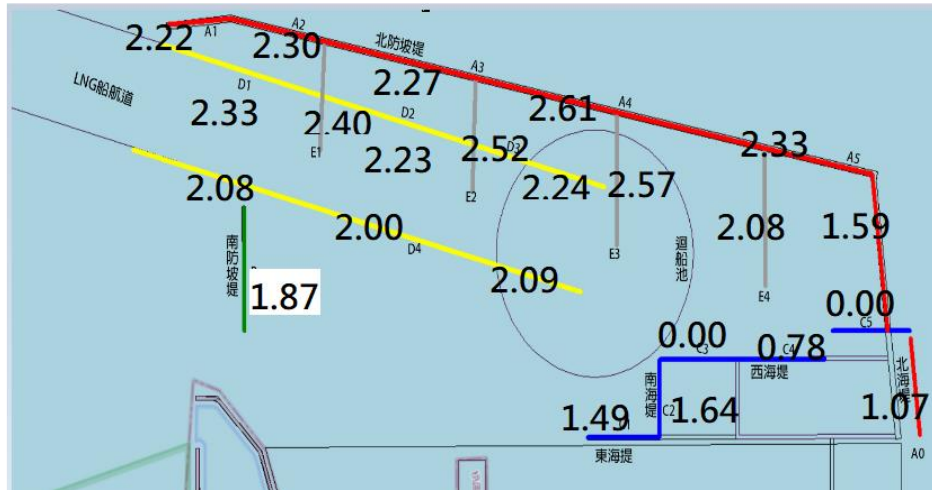 A1
A2
2.22
2.30
北防坡堤
A3
LNG船航道
D1
2.27
A4
2.33
2.61
D2
2.40
2.33
A5
E1
2.23
2.52
D3
2.24
2.57
E2
2.08
2.00
2.08
1.59
D4
南防坡堤
迴船池
E3
2.09
1.87
E4
0.00
C5
0.00
C3
0.78
C4
西海堤
北海堤
南海堤
1.49
C2
1.64
1.07
東海堤
A0